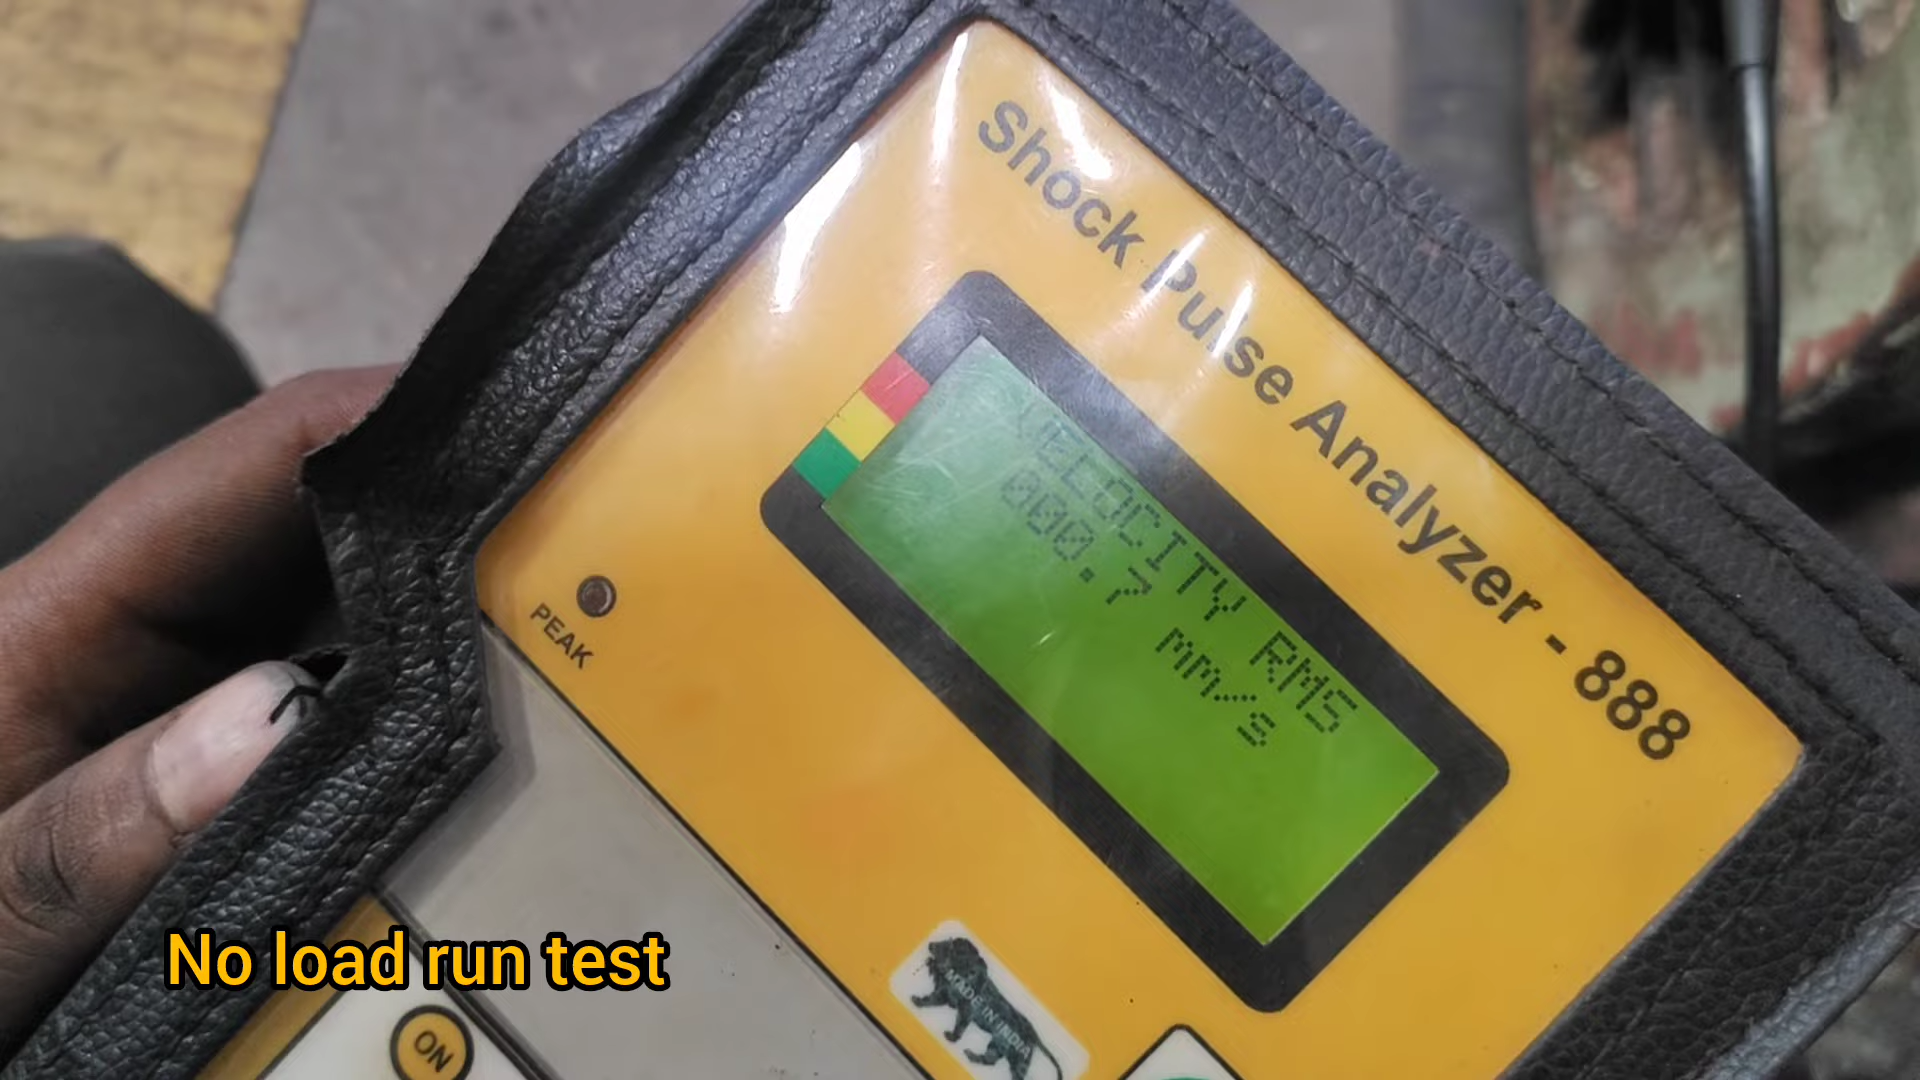 Shock Pulse Analyzer - 888
VELOCITY RMS
000.7 MM/s
PEAK
MADE IN INDIA
ON
No load run test